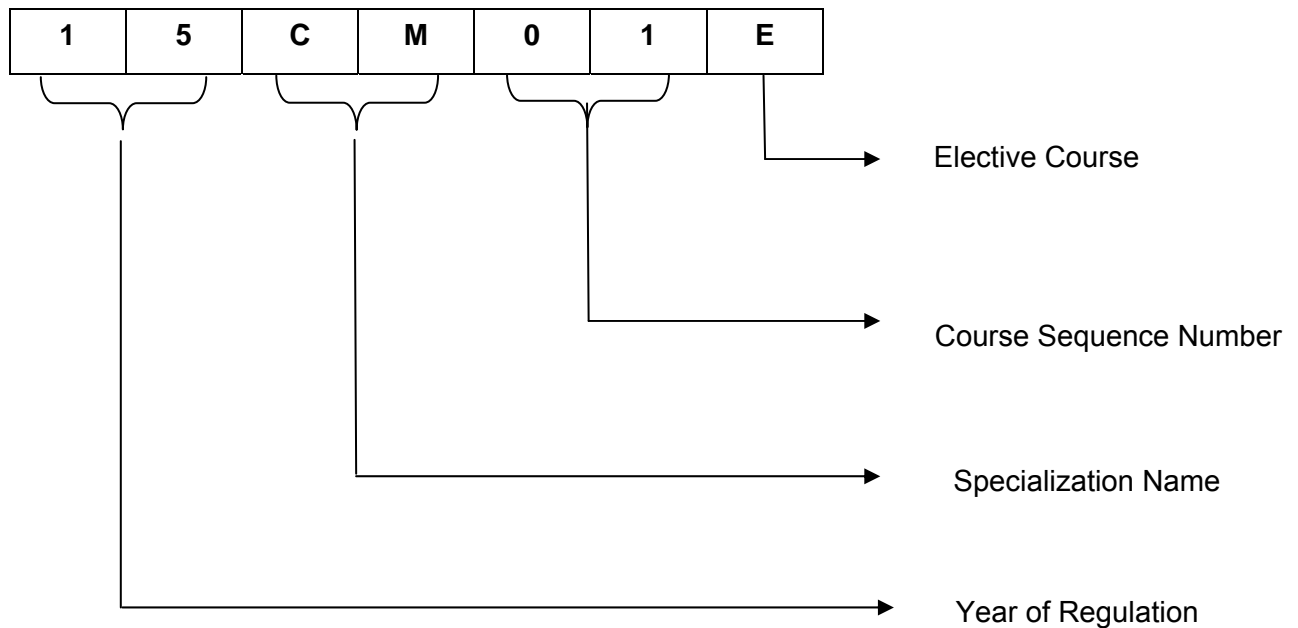 1 5 C M 0 1 E
Elective Course
Course Sequence Number
Specialization Name
Year of Regulation